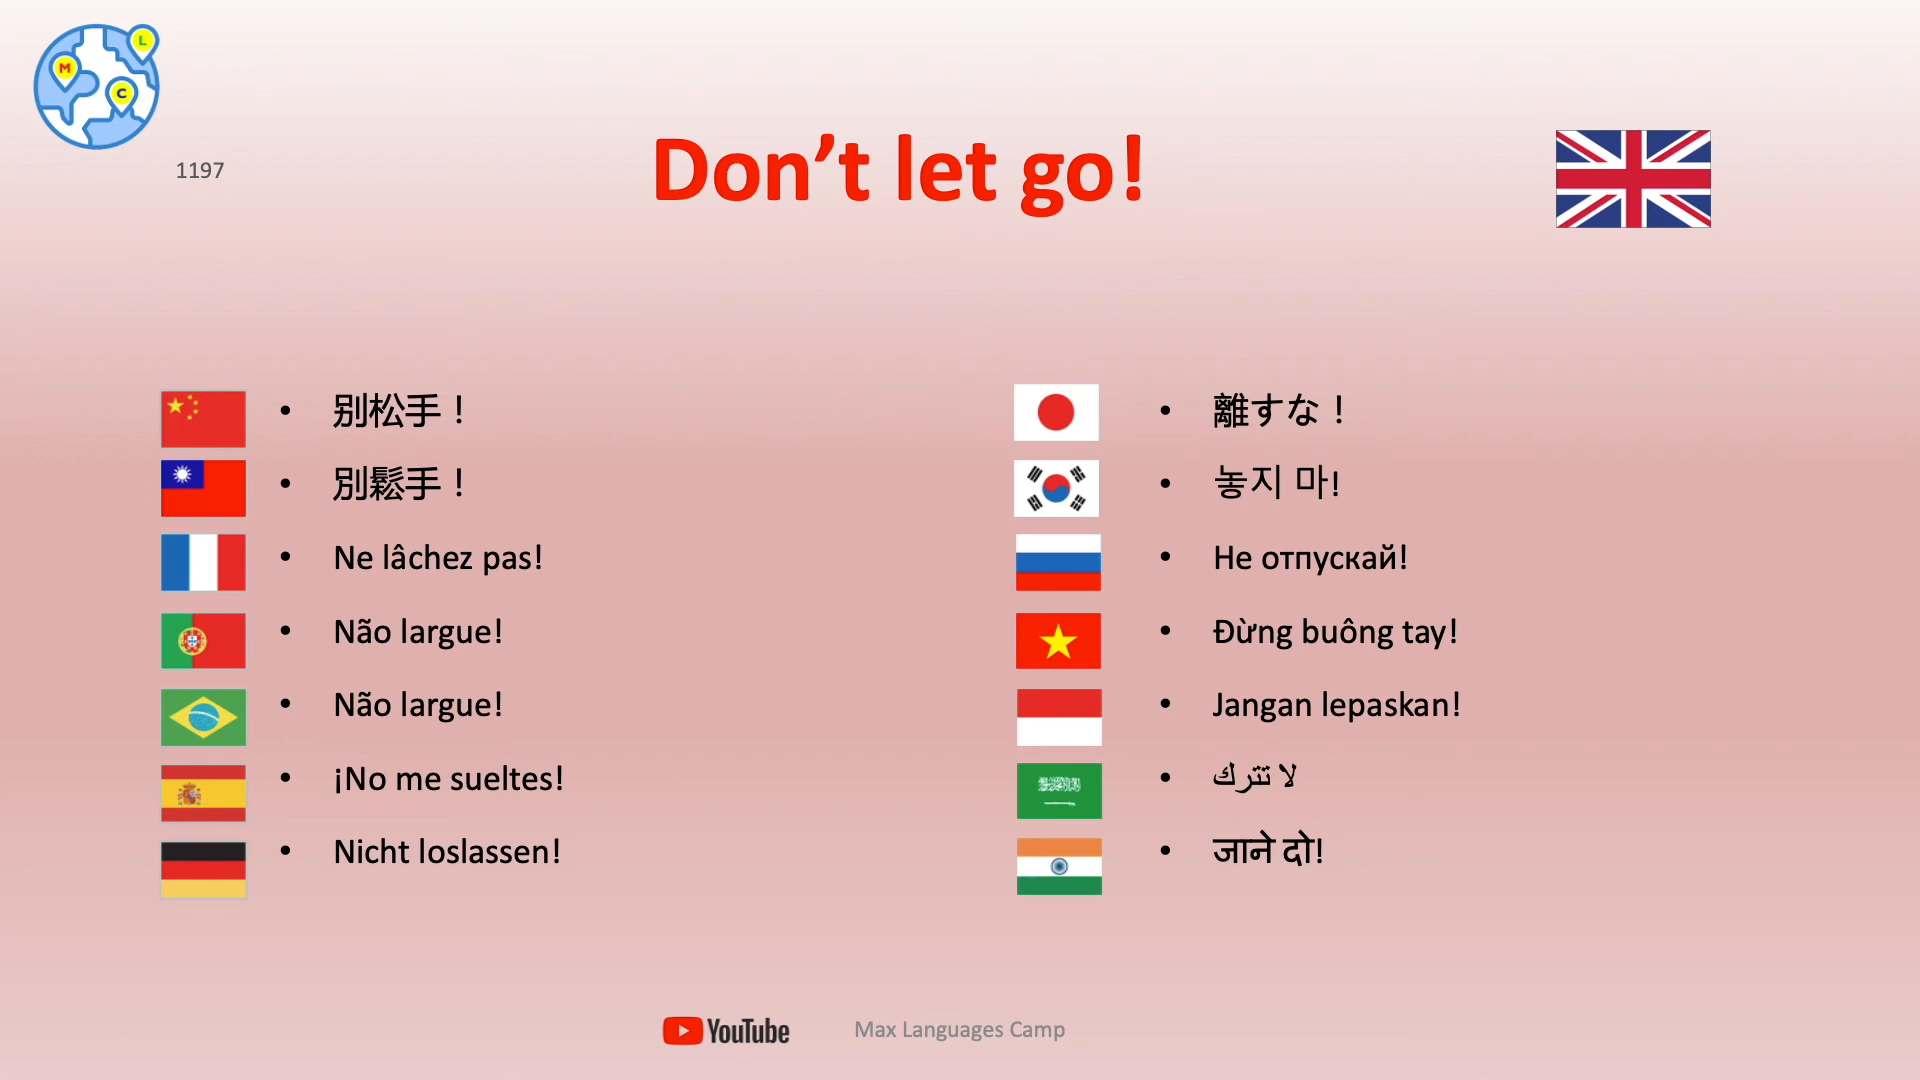 L
M
C
1197
Don’t let go!
别松手！
別鬆手！
Ne lâchez pas!
Não largue!
Não largue!
¡No me sueltes!
Nicht loslassen!
離すな！
놓지 마!
Не отпускай!
Đừng buông tay!
Jangan lepaskan!
لا تترك
जाने दो!
YouTube
Max Languages Camp